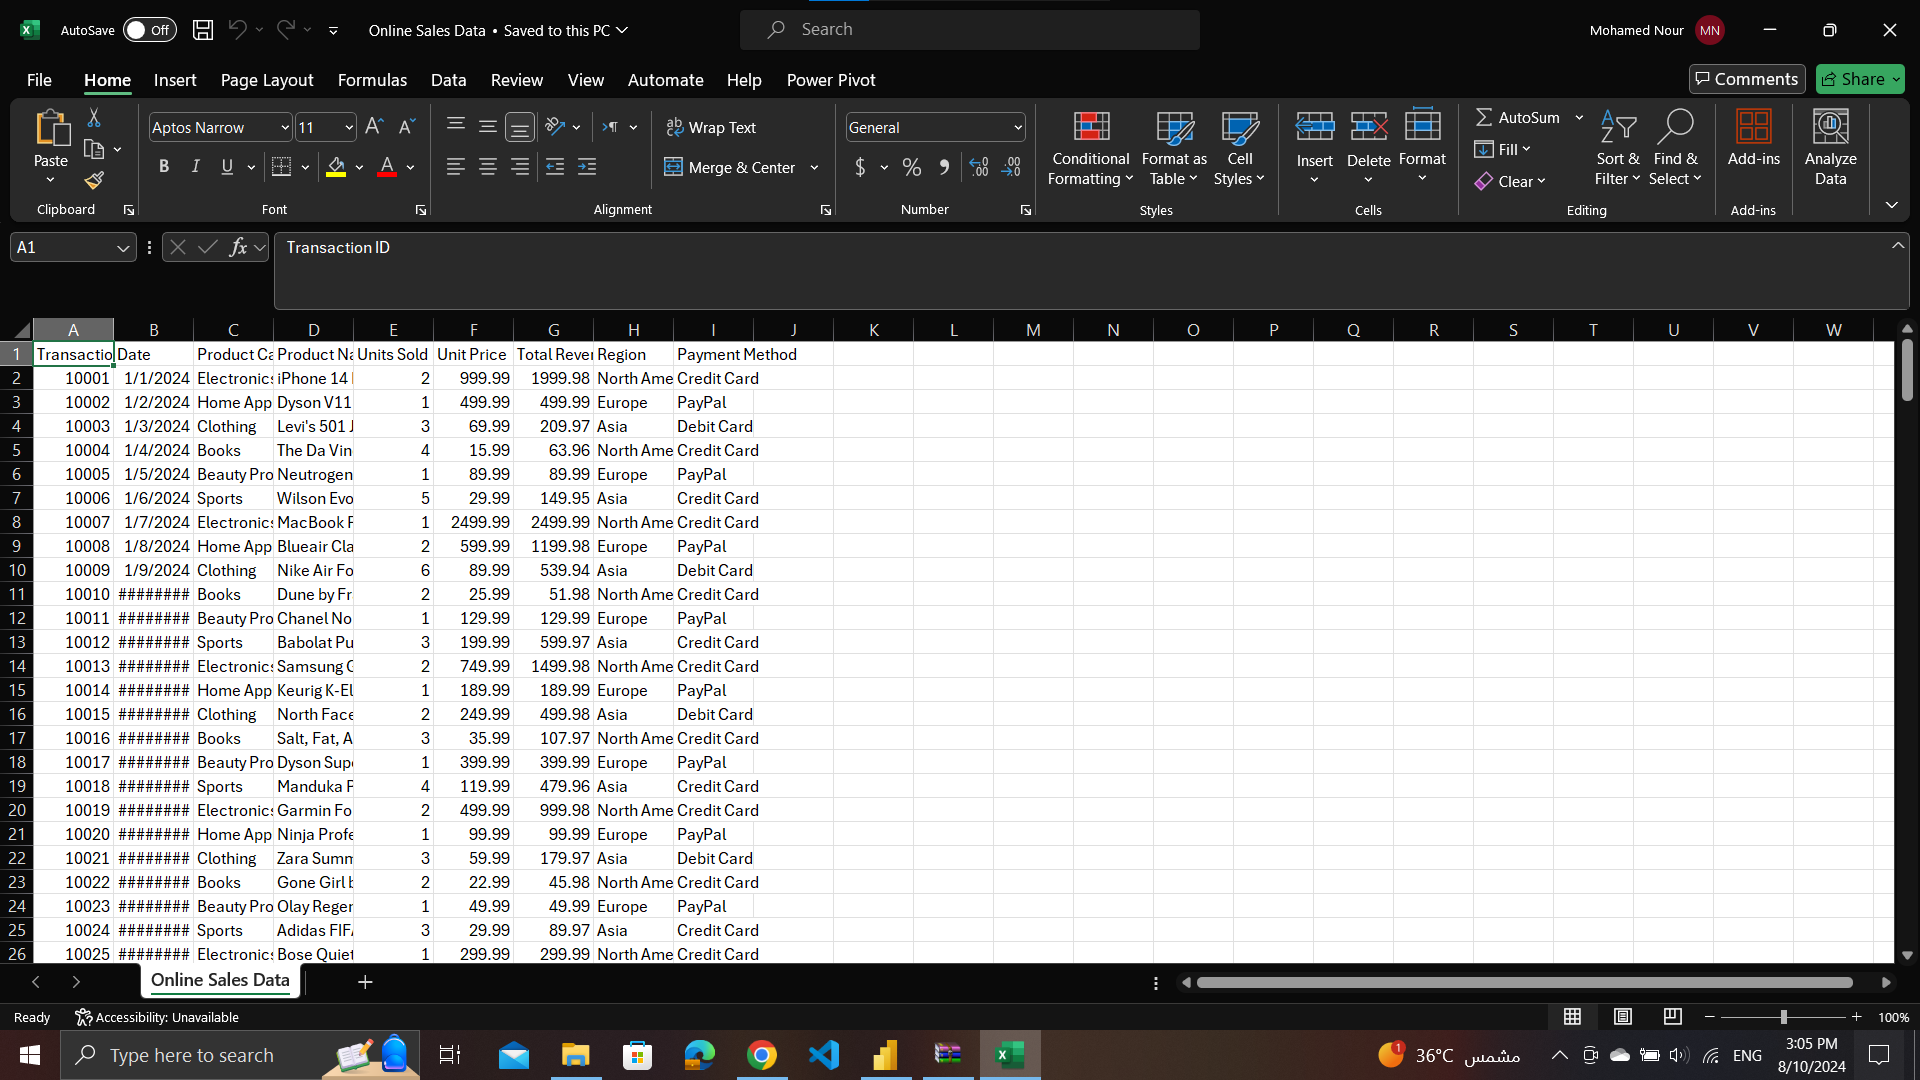 AutoSave Off Online Sales Data • Saved to this PC Search Mohamed Nour MN
File Home Insert Page Layout Formulas Data Review View Automate Help Power Pivot Comments Share
Paste
Clipboard
Aptos Narrow 11
B I U A
Font
Wrap Text
Merge & Center
Alignment
General
$ % 9
Number
Conditional Formatting
Format as Table
Cell Styles
Styles
Insert Delete Format
Cells
AutoSum
Fill
Clear
Sort & Filter
Find & Select
Editing
Add-ins
Add-ins
Analyze Data
A1 fx Transaction ID
A B C D E F G H I J K L M N O P Q R S T U V W
1 Transactio Date Product Ca Product Na Units Sold Unit Price Total Rever Region Payment Method
2 10001 1/1/2024 Electronics iPhone 14 2 999.99 1999.98 North Ame Credit Card
3 10002 1/2/2024 Home App Dyson V11 1 499.99 499.99 Europe PayPal
4 10003 1/3/2024 Clothing Levi's 501 J 3 69.99 209.97 Asia Debit Card
5 10004 1/4/2024 Books The Da Vin 4 15.99 63.96 North Ame Credit Card
6 10005 1/5/2024 Beauty Pro Neutrogen 1 89.99 89.99 Europe PayPal
7 10006 1/6/2024 Sports Wilson Evo 5 29.99 149.95 Asia Credit Card
8 10007 1/7/2024 Electronics MacBook P 1 2499.99 2499.99 North Ame Credit Card
9 10008 1/8/2024 Home App Blueair Cla 2 599.99 1199.98 Europe PayPal
10 10009 1/9/2024 Clothing Nike Air Fo 6 89.99 539.94 Asia Debit Card
11 10010 ######## Books Dune by Fr 2 25.99 51.98 North Ame Credit Card
12 10011 ######## Beauty Pro Chanel No 1 129.99 129.99 Europe PayPal
13 10012 ######## Sports Babolat Pu 3 199.99 599.97 Asia Credit Card
14 10013 ######## Electronics Samsung G 2 749.99 1499.98 North Ame Credit Card
15 10014 ######## Home App Keurig K-El 1 189.99 189.99 Europe PayPal
16 10015 ######## Clothing North Face 2 249.99 499.98 Asia Debit Card
17 10016 ######## Books Salt, Fat, A 3 35.99 107.97 North Ame Credit Card
18 10017 ######## Beauty Pro Dyson Supe 1 399.99 399.99 Europe PayPal
19 10018 ######## Sports Manduka P 4 119.99 479.96 Asia Credit Card
20 10019 ######## Electronics Garmin Fo 2 499.99 999.98 North Ame Credit Card
21 10020 ######## Home App Ninja Profe 1 99.99 99.99 Europe PayPal
22 10021 ######## Clothing Zara Summ 3 59.99 179.97 Asia Debit Card
23 10022 ######## Books Gone Girl b 2 22.99 45.98 North Ame Credit Card
24 10023 ######## Beauty Pro Olay Reger 1 49.99 49.99 Europe PayPal
25 10024 ######## Sports Adidas FIFA 3 29.99 89.97 Asia Credit Card
26 10025 ######## Electronics Bose Quiet 1 299.99 299.99 North Ame Credit Card
Online Sales Data
Ready Accessibility: Unavailable 100%
Type here to search 1 36°C مشمس ENG 3:05 PM
8/10/2024